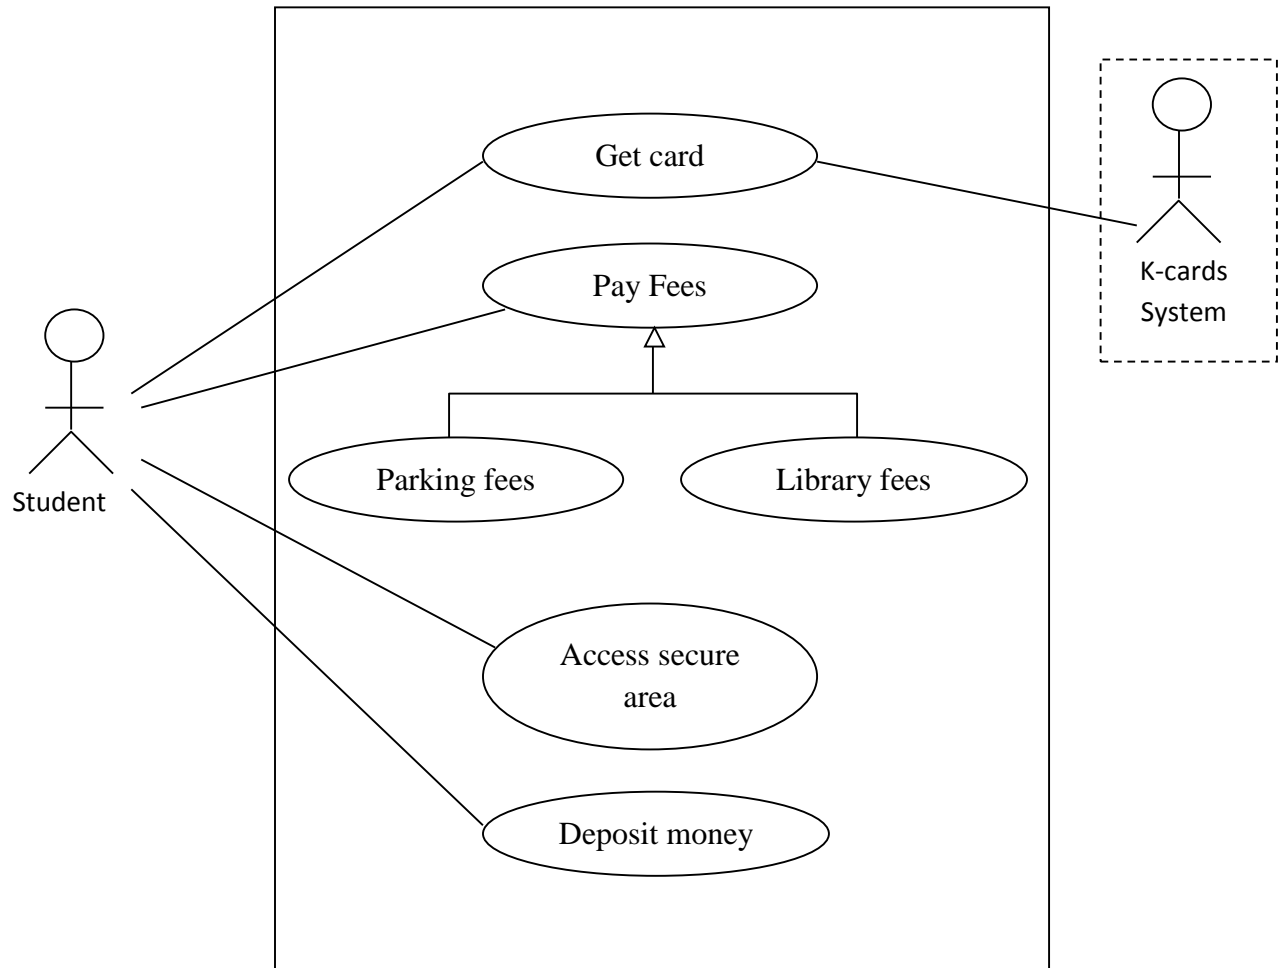 Get card
K-cards
System
Pay Fees
Parking fees
Library fees
Student
Access secure
area
Deposit money